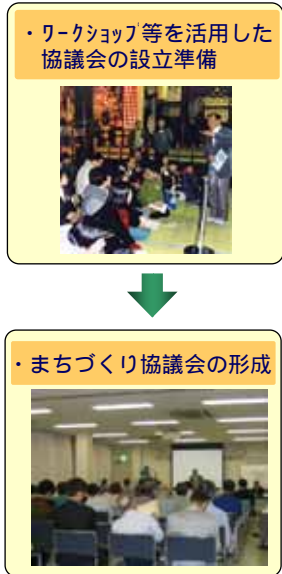 ・ﾜｰｸｼｮｯﾌﾟ等を活用した
協議会の設立準備
・まちづくり協議会の形成